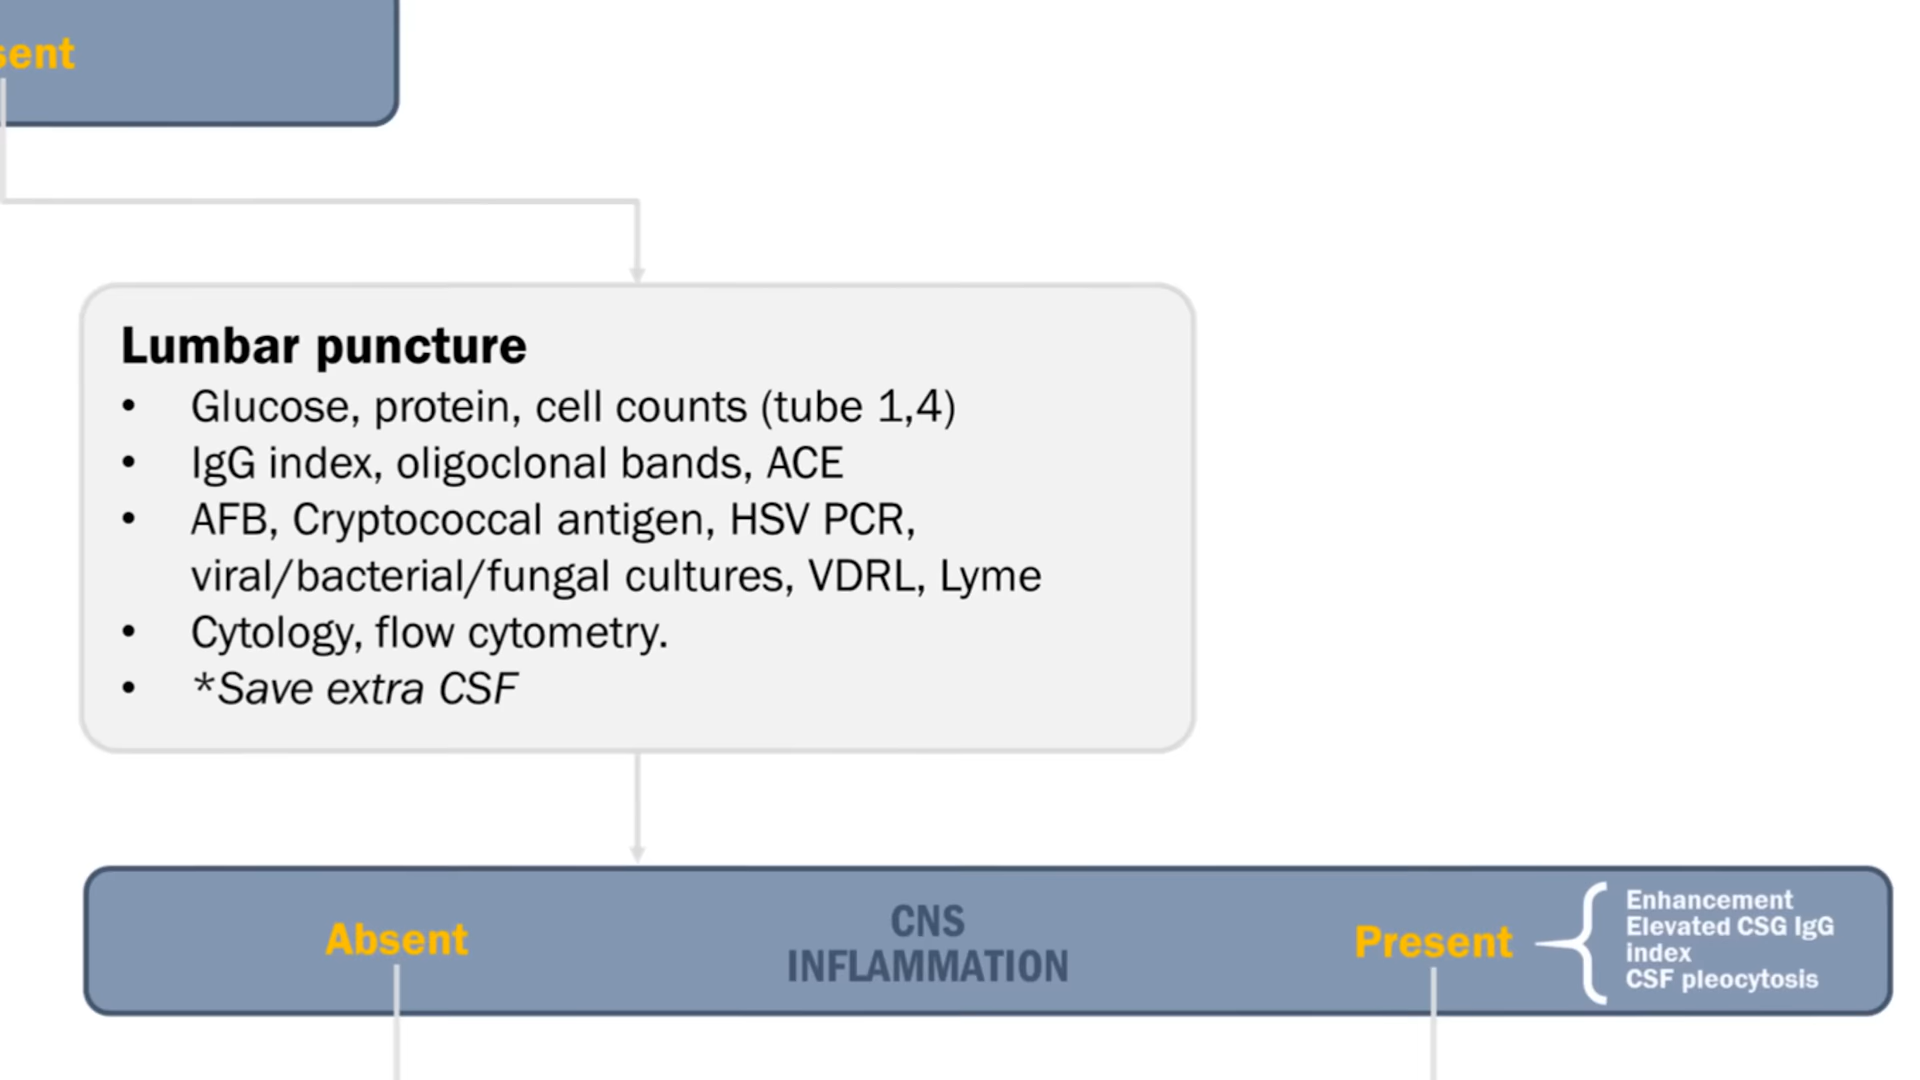 sent
Lumbar puncture
• Glucose, protein, cell counts (tube 1,4)
• IgG index, oligoclonal bands, ACE
• AFB, Cryptococcal antigen, HSV PCR,
viral/bacterial/fungal cultures, VDRL, Lyme
• Cytology, flow cytometry.
• *Save extra CSF
Absent
CNS
INFLAMMATION
Present
Enhancement
Elevated CSG IgG
index
CSF pleocytosis